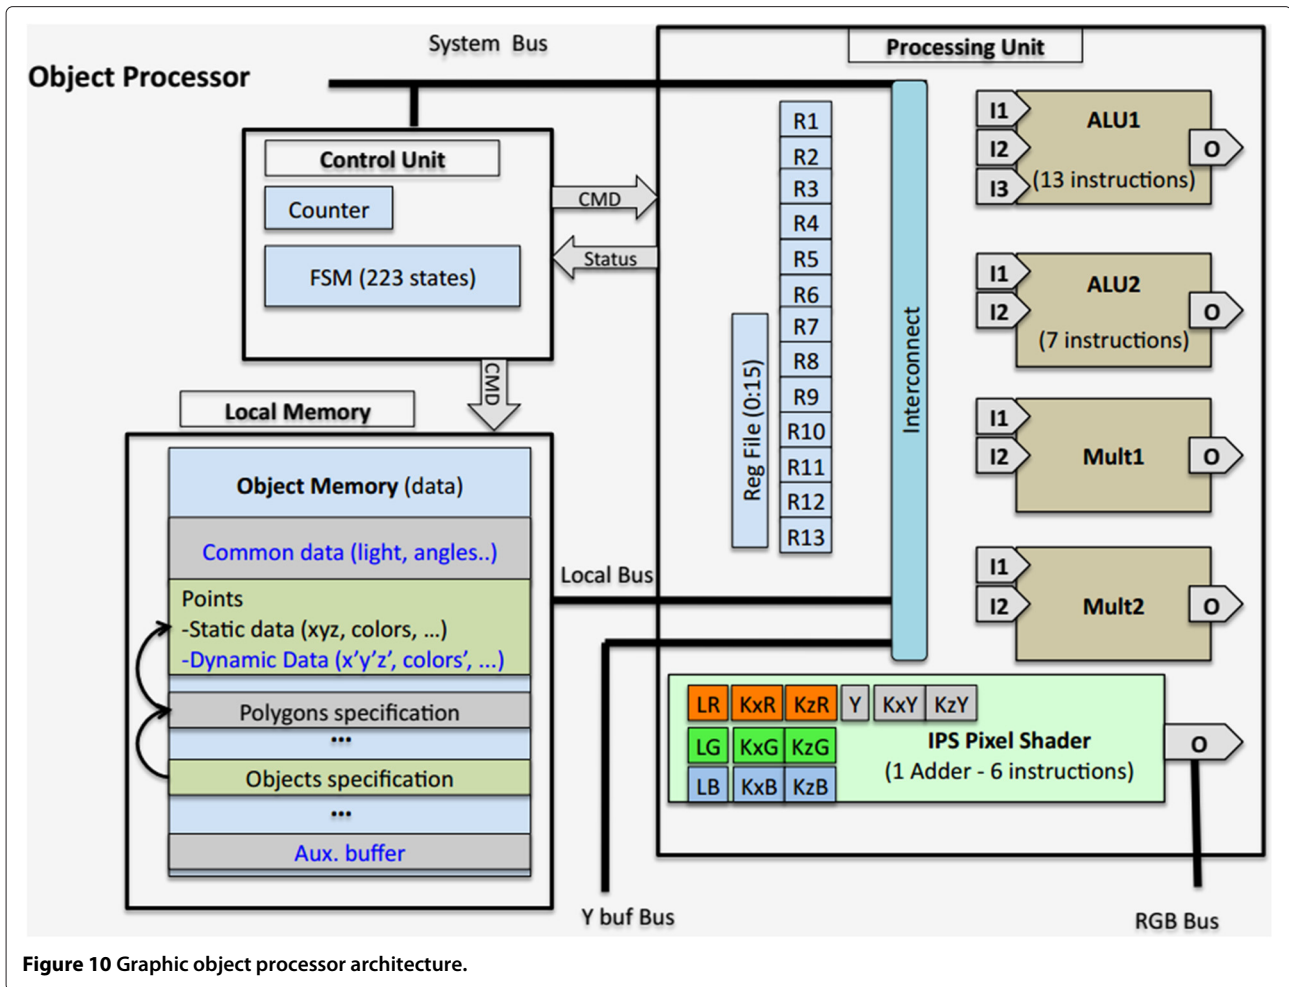 System Bus
Object Processor
Processing Unit
Control Unit
Counter
FSM (223 states)
CMD
Status
CMD
Local Memory
Object Memory (data)
Common data (light, angles..)
Points
-Static data (xyz, colors, ...)
-Dynamic Data (x'y'z', colors', ...)
Polygons specification
...
Objects specification
...
Aux. buffer
Local Bus
Y buf Bus
R1
R2
R3
R4
R5
R6
R7
R8
R9
R10
R11
R12
R13
Reg File (0:15)
Interconnect
I1
I2
I3
ALU1
(13 instructions)
O
I1
I2
ALU2
(7 instructions)
O
I1
I2
Mult1
O
I1
I2
Mult2
O
LR KxR KzR Y KxY KzY
LG KxG KzG
LB KxB KzB
IPS Pixel Shader
(1 Adder - 6 instructions)
O
RGB Bus
Figure 10 Graphic object processor architecture.